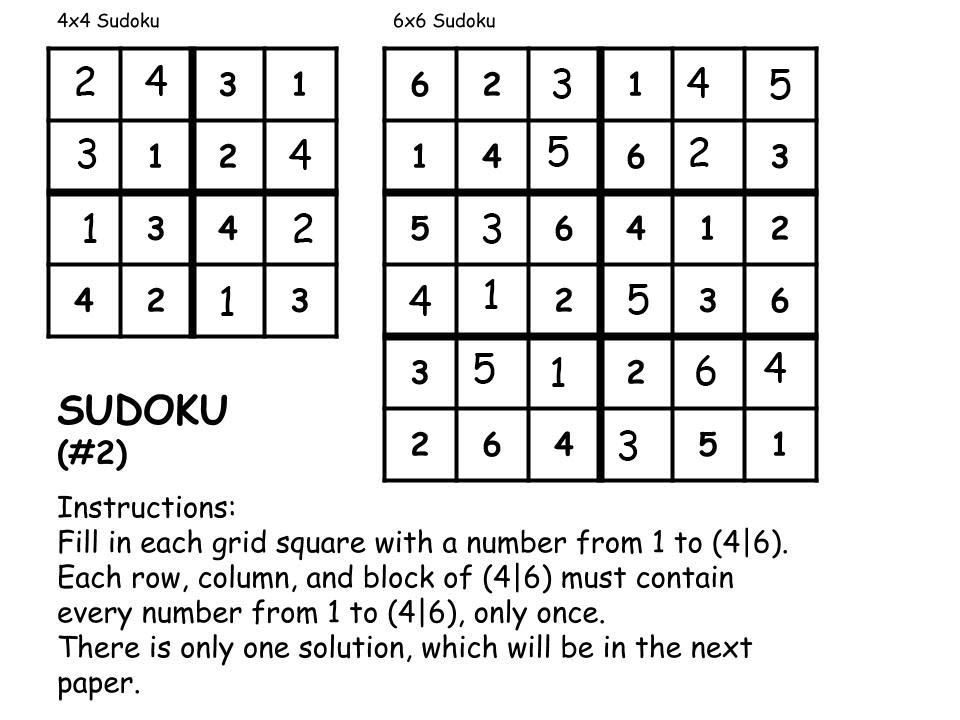 4x4 Sudoku
2 4 3 1
3 1 2 4
1 3 4 2
4 2 1 3
6x6 Sudoku
6 2 3 1 4 5
1 4 5 6 2 3
5 3 6 4 1 2
4 1 2 5 3 6
3 5 1 2 6 4
2 6 4 3 5 1
SUDOKU
(#2)
Instructions:
Fill in each grid square with a number from 1 to (4|6).
Each row, column, and block of (4|6) must contain
every number from 1 to (4|6), only once.
There is only one solution, which will be in the next
paper.